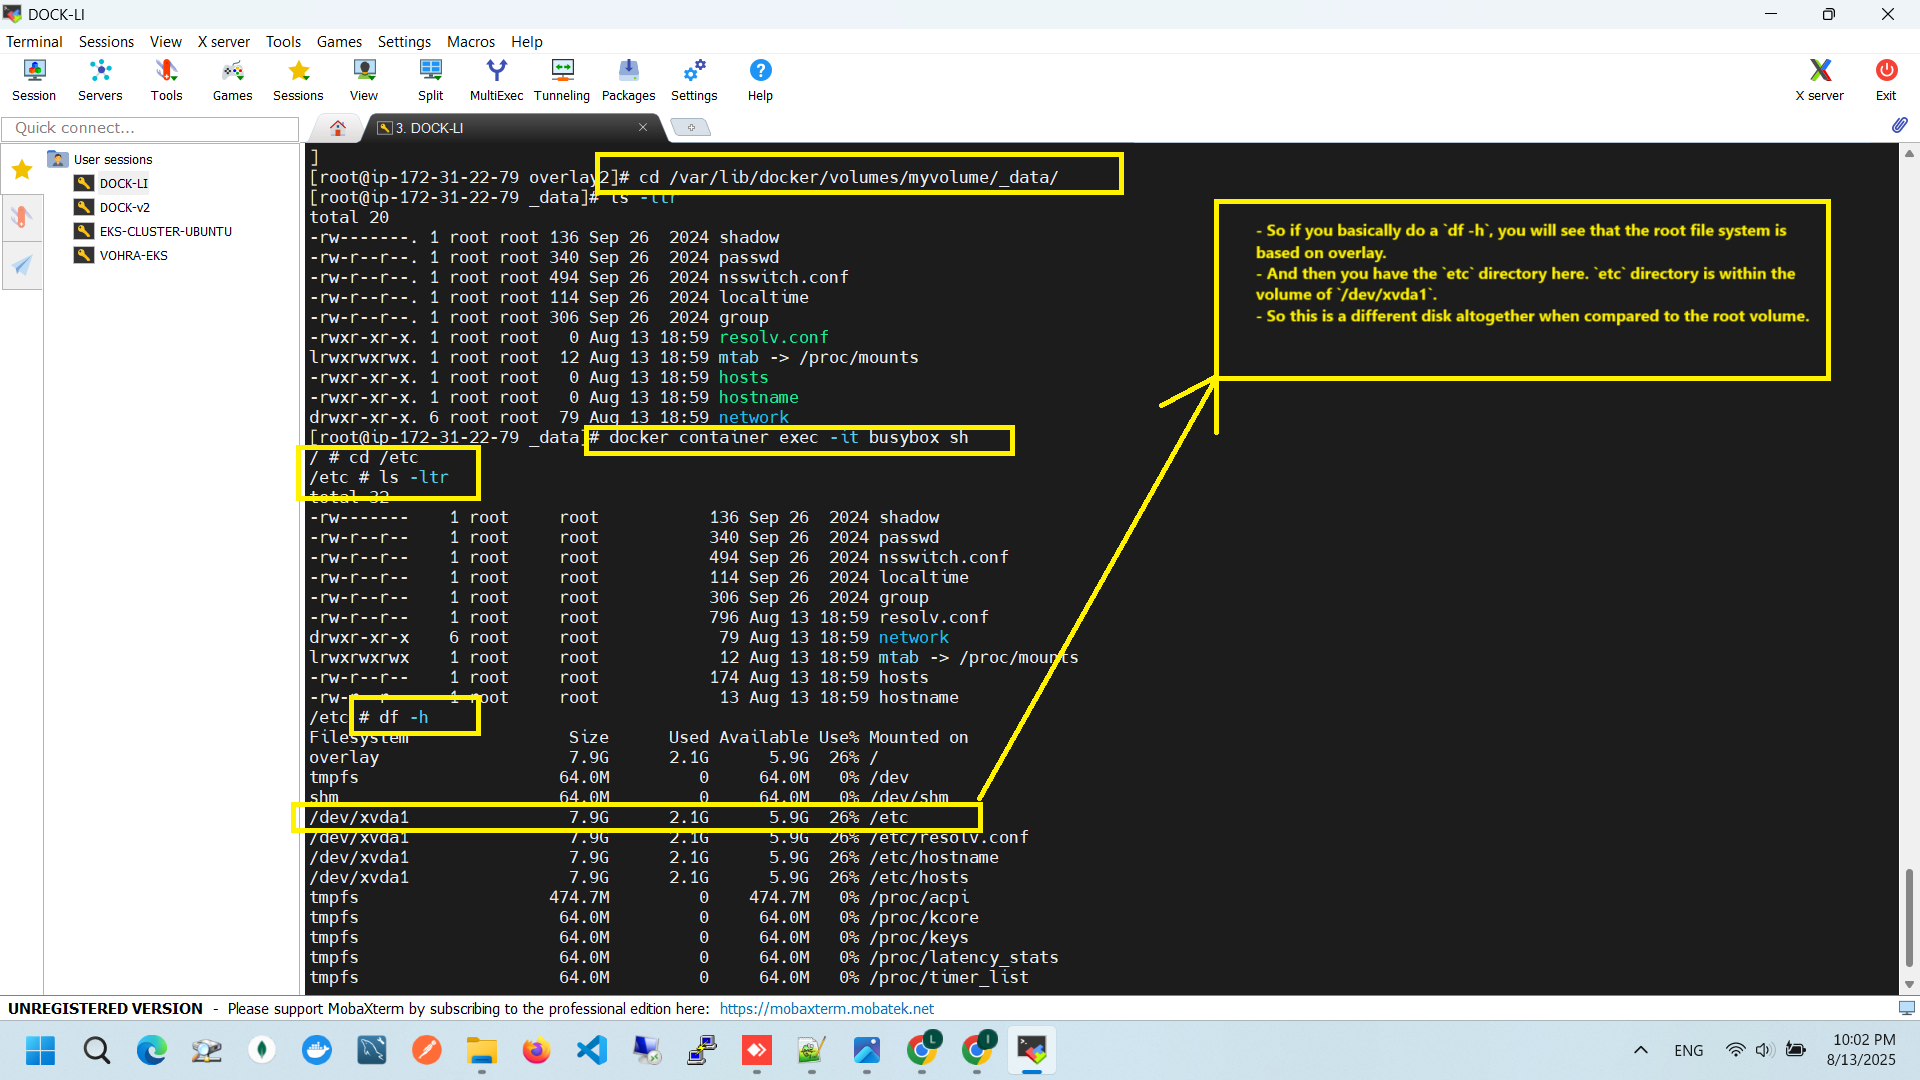 DOCK-LI
Terminal Sessions View X server Tools Games Settings Macros Help
Session Servers Tools Games Sessions View Split MultiExec Tunneling Packages Settings Help X server Exit
Quick connect...
3. DOCK-LI
User sessions
DOCK-LI
DOCK-v2
EKS-CLUSTER-UBUNTU
VOHRA-EKS
]
[root@ip-172-31-22-79 overlay2]# cd /var/lib/docker/volumes/myvolume/_data/
[root@ip-172-31-22-79 _data]# ls -ltr
total 20
-rw-------. 1 root root 136 Sep 26  2024 shadow
-rw-r--r--. 1 root root 340 Sep 26  2024 passwd
-rw-r--r--. 1 root root 494 Sep 26  2024 nsswitch.conf
-rw-r--r--. 1 root root 114 Sep 26  2024 localtime
-rw-r--r--. 1 root root 306 Sep 26  2024 group
-rwxr-xr-x. 1 root root   0 Aug 13 18:59 resolv.conf
lrwxrwxrwx. 1 root root  12 Aug 13 18:59 mtab -> /proc/mounts
-rwxr-xr-x. 1 root root   0 Aug 13 18:59 hosts
-rwxr-xr-x. 1 root root   0 Aug 13 18:59 hostname
drwxr-xr-x. 6 root root  79 Aug 13 18:59 network
[root@ip-172-31-22-79 _data]# docker container exec -it busybox sh
/ # cd /etc
/etc # ls -ltr
total 32
-rw-------    1 root     root           136 Sep 26  2024 shadow
-rw-r--r--    1 root     root           340 Sep 26  2024 passwd
-rw-r--r--    1 root     root           494 Sep 26  2024 nsswitch.conf
-rw-r--r--    1 root     root           114 Sep 26  2024 localtime
-rw-r--r--    1 root     root           306 Sep 26  2024 group
-rw-r--r--    1 root     root           796 Aug 13 18:59 resolv.conf
drwxr-xr-x    6 root     root            79 Aug 13 18:59 network
lrwxrwxrwx    1 root     root            12 Aug 13 18:59 mtab -> /proc/mounts
-rw-r--r--    1 root     root           174 Aug 13 18:59 hosts
-rw-r--r--    1 root     root            13 Aug 13 18:59 hostname
/etc # df -h
Filesystem                Size      Used Available Use% Mounted on
overlay                   7.9G      2.1G      5.9G  26% /
tmpfs                    64.0M         0     64.0M   0% /dev
shm                      64.0M         0     64.0M   0% /dev/shm
/dev/xvda1                7.9G      2.1G      5.9G  26% /etc
/dev/xvda1                7.9G      2.1G      5.9G  26% /etc/resolv.conf
/dev/xvda1                7.9G      2.1G      5.9G  26% /etc/hostname
/dev/xvda1                7.9G      2.1G      5.9G  26% /etc/hosts
tmpfs                   474.7M         0    474.7M   0% /proc/acpi
tmpfs                    64.0M         0     64.0M   0% /proc/kcore
tmpfs                    64.0M         0     64.0M   0% /proc/keys
tmpfs                    64.0M         0     64.0M   0% /proc/latency_stats
tmpfs                    64.0M         0     64.0M   0% /proc/timer_list
- So if you basically do a `df -h`, you will see that the root file system is
based on overlay.
- And then you have the `etc` directory here. `etc` directory is within the
volume of `/dev/xvda1`.
- So this is a different disk altogether when compared to the root volume.
UNREGISTERED VERSION - Please support MobaXterm by subscribing to the professional edition here: https://mobaxterm.mobatek.net
L
I
ENG
10:02 PM
8/13/2025